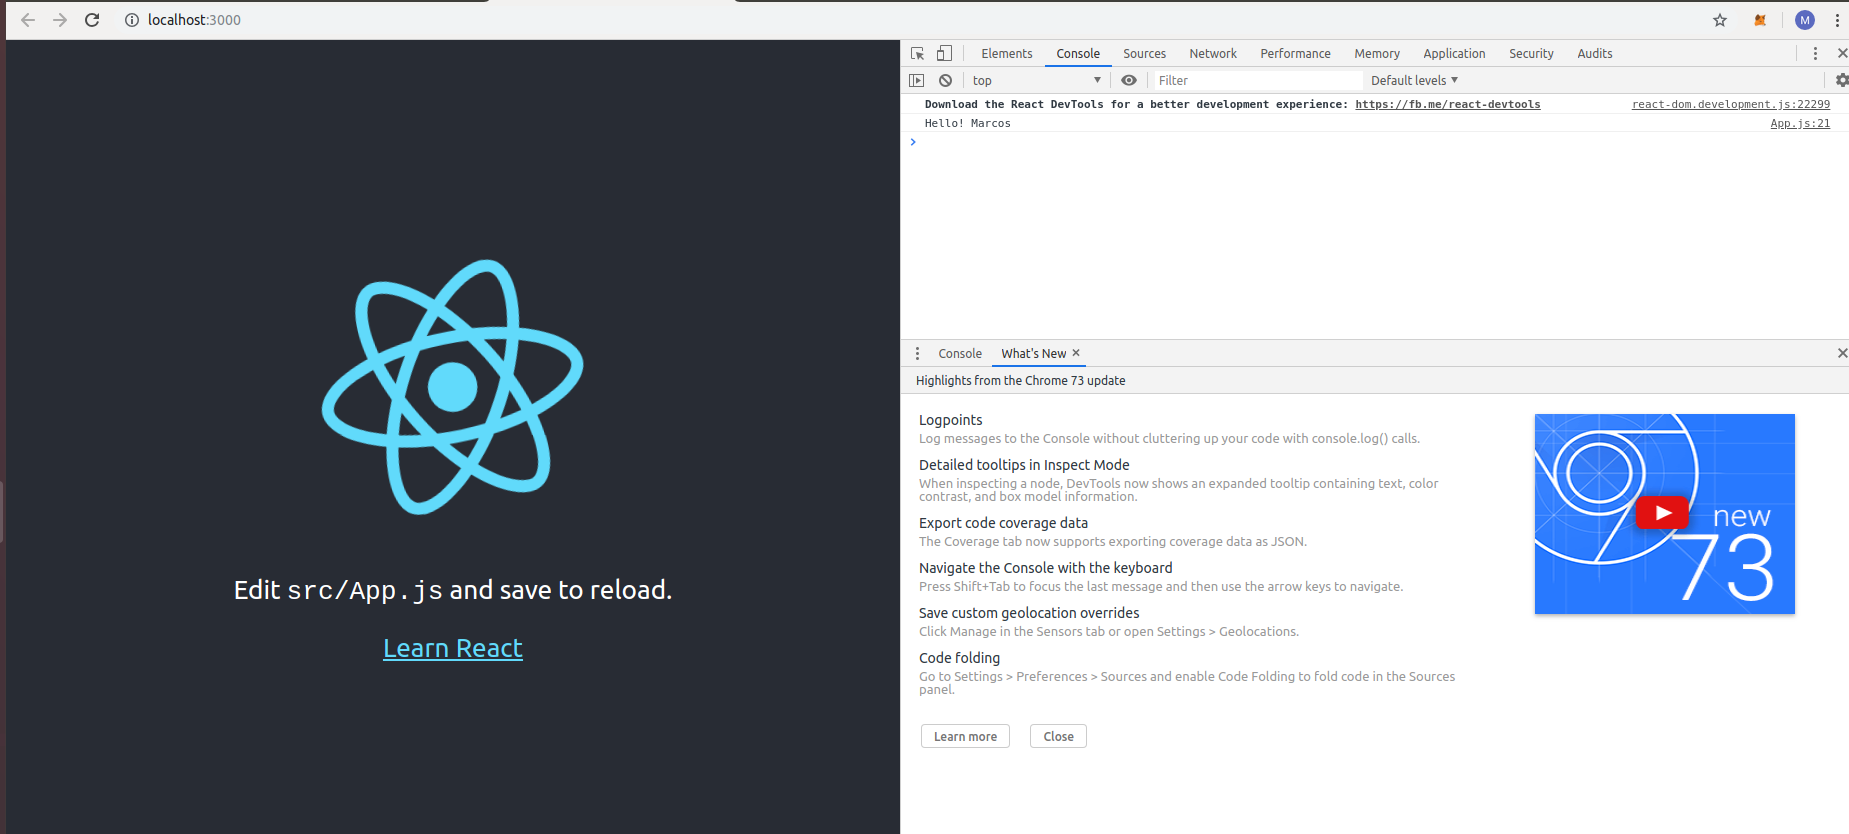 localhost:3000
M
Edit src/App.js and save to reload.
Learn React
Elements Console Sources Network Performance Memory Application Security Audits
top Filter Default levels
Download the React DevTools for a better development experience: https://fb.me/react-devtools react-dom.development.js:22299
Hello! Marcos App.js:21
Console What's New
Highlights from the Chrome 73 update
Logpoints
Log messages to the Console without cluttering up your code with console.log() calls.
Detailed tooltips in Inspect Mode
When inspecting a node, DevTools now shows an expanded tooltip containing text, color
contrast, and box model information.
Export code coverage data
The Coverage tab now supports exporting coverage data as JSON.
Navigate the Console with the keyboard
Press Shift+Tab to focus the last message and then use the arrow keys to navigate.
Save custom geolocation overrides
Click Manage in the Sensors tab or open Settings > Geolocations.
Code folding
Go to Settings > Preferences > Sources and enable Code Folding to fold code in the Sources
panel.
Learn more Close
new
73